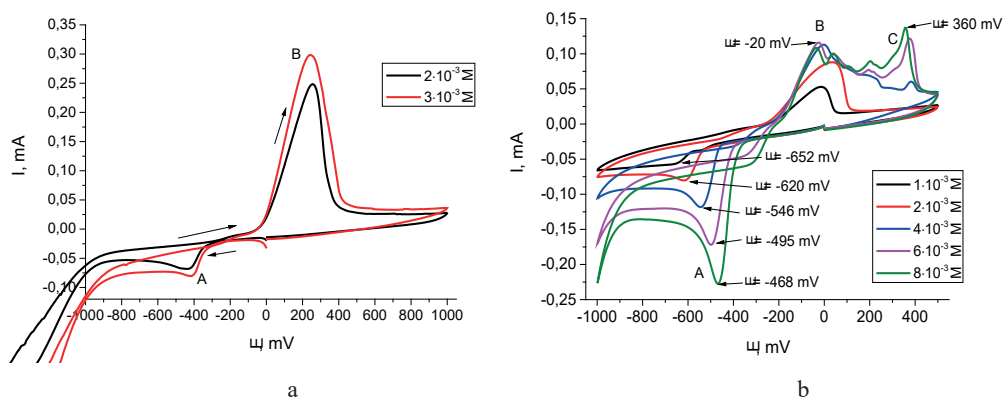 a
0,35
0,30
0,25
0,20
0,15
0,10
0,05
0,00
-0,05
-0,10
I, mA
B
A
2·10⁻³ M
3·10⁻³ M
-1000 -800 -600 -400 -200 0 200 400 600 800 1000
E, mV
a
b
0,15
0,10
0,05
0,00
-0,05
-0,10
-0,15
-0,20
-0,25
I, mA
B
C
A
E= -20 mV
E= 360 mV
E= -652 mV
E= -620 mV
E= -546 mV
E= -495 mV
E= -468 mV
1·10⁻³ M
2·10⁻³ M
4·10⁻³ M
6·10⁻³ M
8·10⁻³ M
-1000 -800 -600 -400 -200 0 200 400
E, mV
b